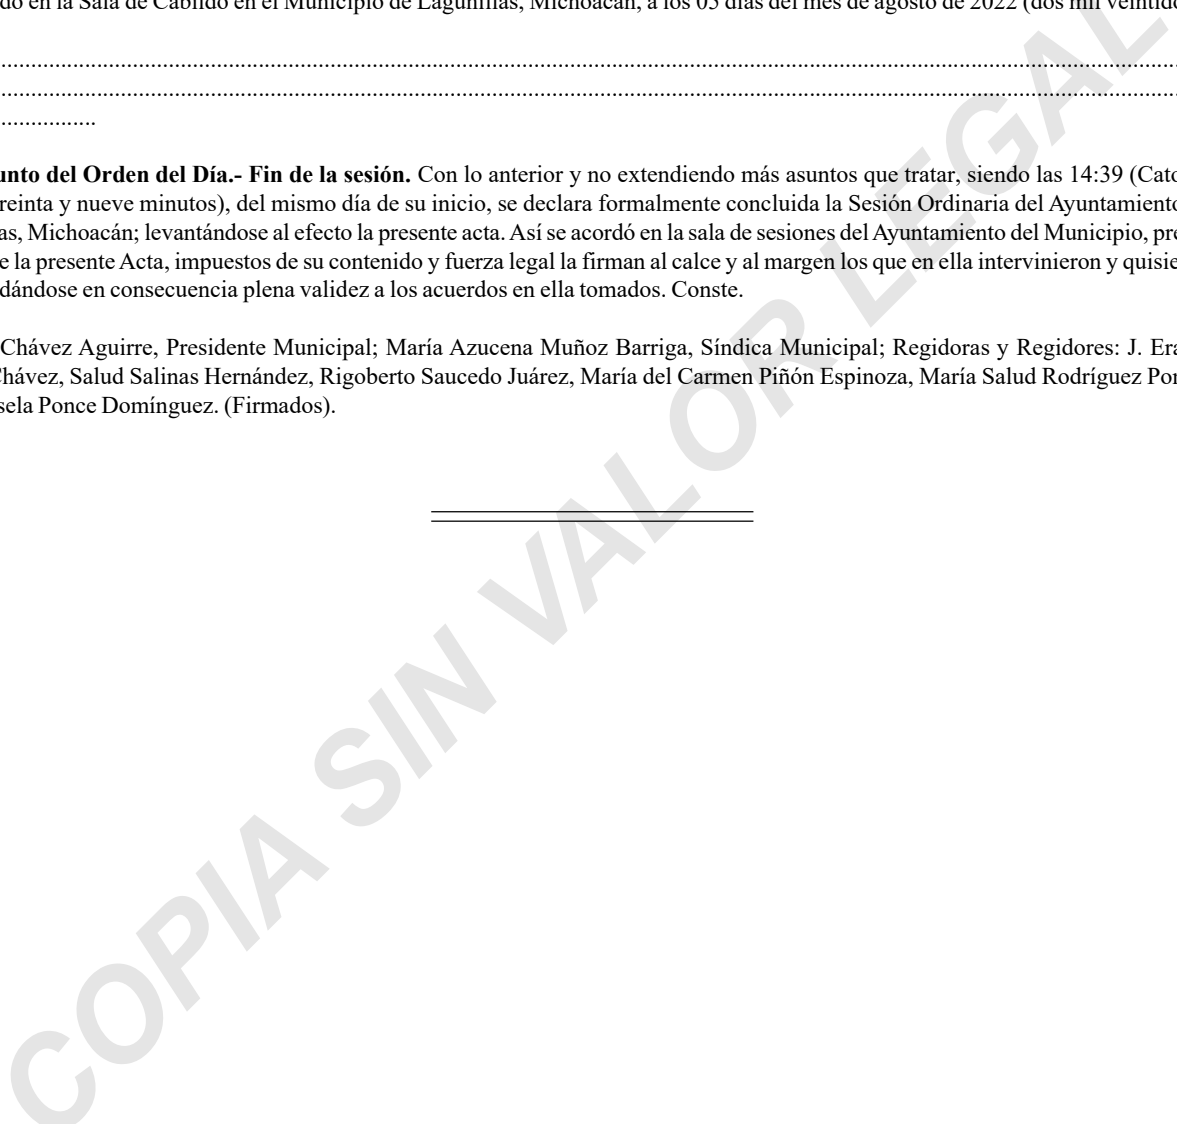 do en la Sala de Cabildo en el Municipio de Lagunillas, Michoacán, a los 05 días del mes de agosto de 2022 (dos mil veintido
..........................................................................................................................................................................................................
..........................................................................................................................................................................................................
................
unto del Orden del Día.- Fin de la sesión. Con lo anterior y no extendiendo más asuntos que tratar, siendo las 14:39 (Cato
reinta y nueve minutos), del mismo día de su inicio, se declara formalmente concluida la Sesión Ordinaria del Ayuntamiento
as, Michoacán; levantándose al efecto la presente acta. Así se acordó en la sala de sesiones del Ayuntamiento del Municipio, pre
e la presente Acta, impuestos de su contenido y fuerza legal la firman al calce y al margen los que en ella intervinieron y quisie
dándose en consecuencia plena validez a los acuerdos en ella tomados. Conste.
Chávez Aguirre, Presidente Municipal; María Azucena Muñoz Barriga, Síndica Municipal; Regidoras y Regidores: J. Era
Chávez, Salud Salinas Hernández, Rigoberto Saucedo Juárez, María del Carmen Piñón Espinoza, María Salud Rodríguez Pon
sela Ponce Domínguez. (Firmados).
COPIA SIN VALOR LEGAL